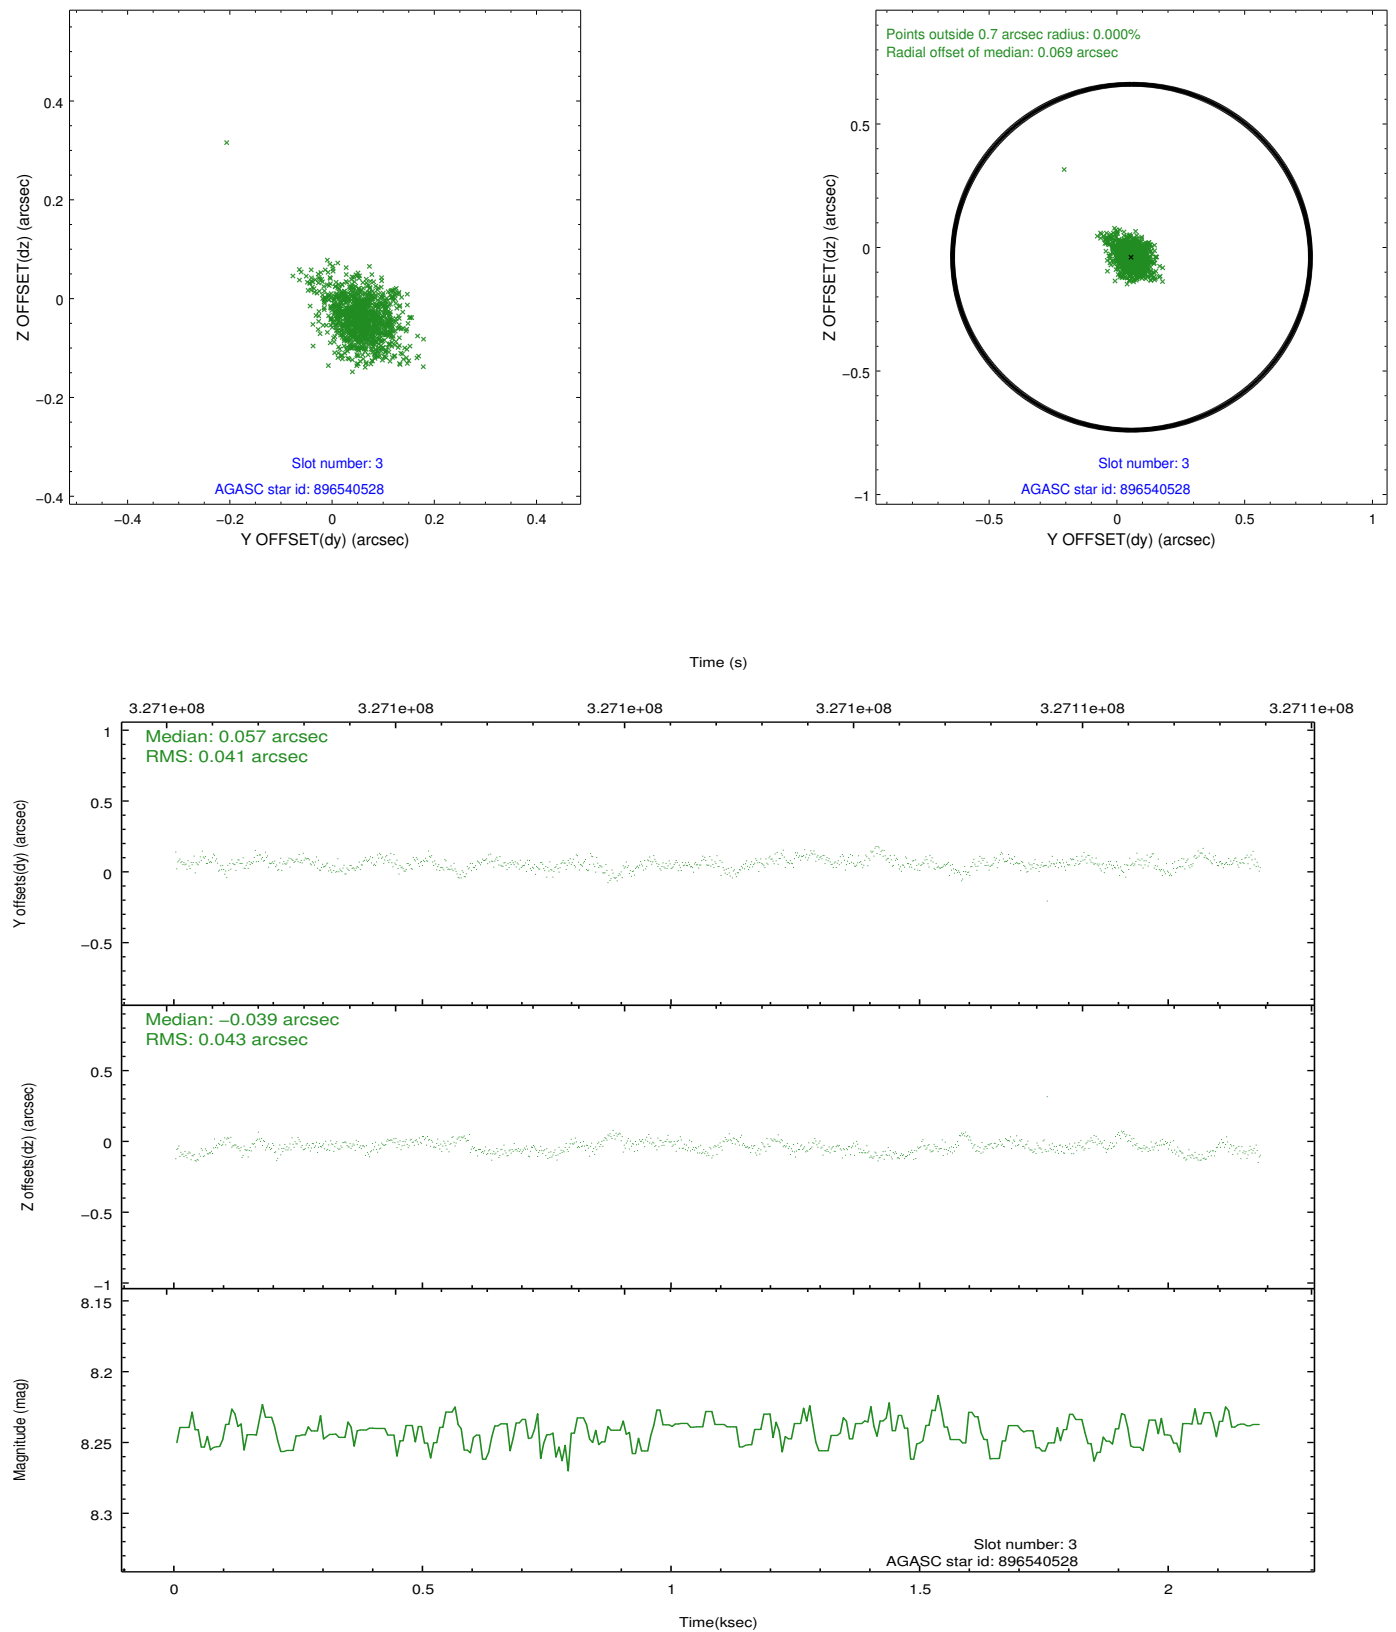 0.4
0.2
0
−0.2
−0.4
Z OFFSET(dz) (arcsec)
Slot number: 3
AGASC star id: 896540528
−0.4
−0.2
0
0.2
0.4
Y OFFSET(dy) (arcsec)
Points outside 0.7 arcsec radius: 0.000%
Radial offset of median: 0.069 arcsec
0.5
0
−0.5
−1
Z OFFSET(dz) (arcsec)
Slot number: 3
AGASC star id: 896540528
−0.5
0
0.5
1
Y OFFSET(dy) (arcsec)
Time (s)
3.271e+08
3.271e+08
3.271e+08
3.271e+08
3.2711e+08
3.2711e+08
Median: 0.057 arcsec
RMS: 0.041 arcsec
1
0.5
0
−0.5
Y offsets(dy) (arcsec)
Median: −0.039 arcsec
RMS: 0.043 arcsec
0.5
0
−0.5
−1
Z offsets(dz) (arcsec)
8.15
8.2
8.25
8.3
Magnitude (mag)
Slot number: 3
AGASC star id: 896540528
0
0.5
1
1.5
2
Time(ksec)